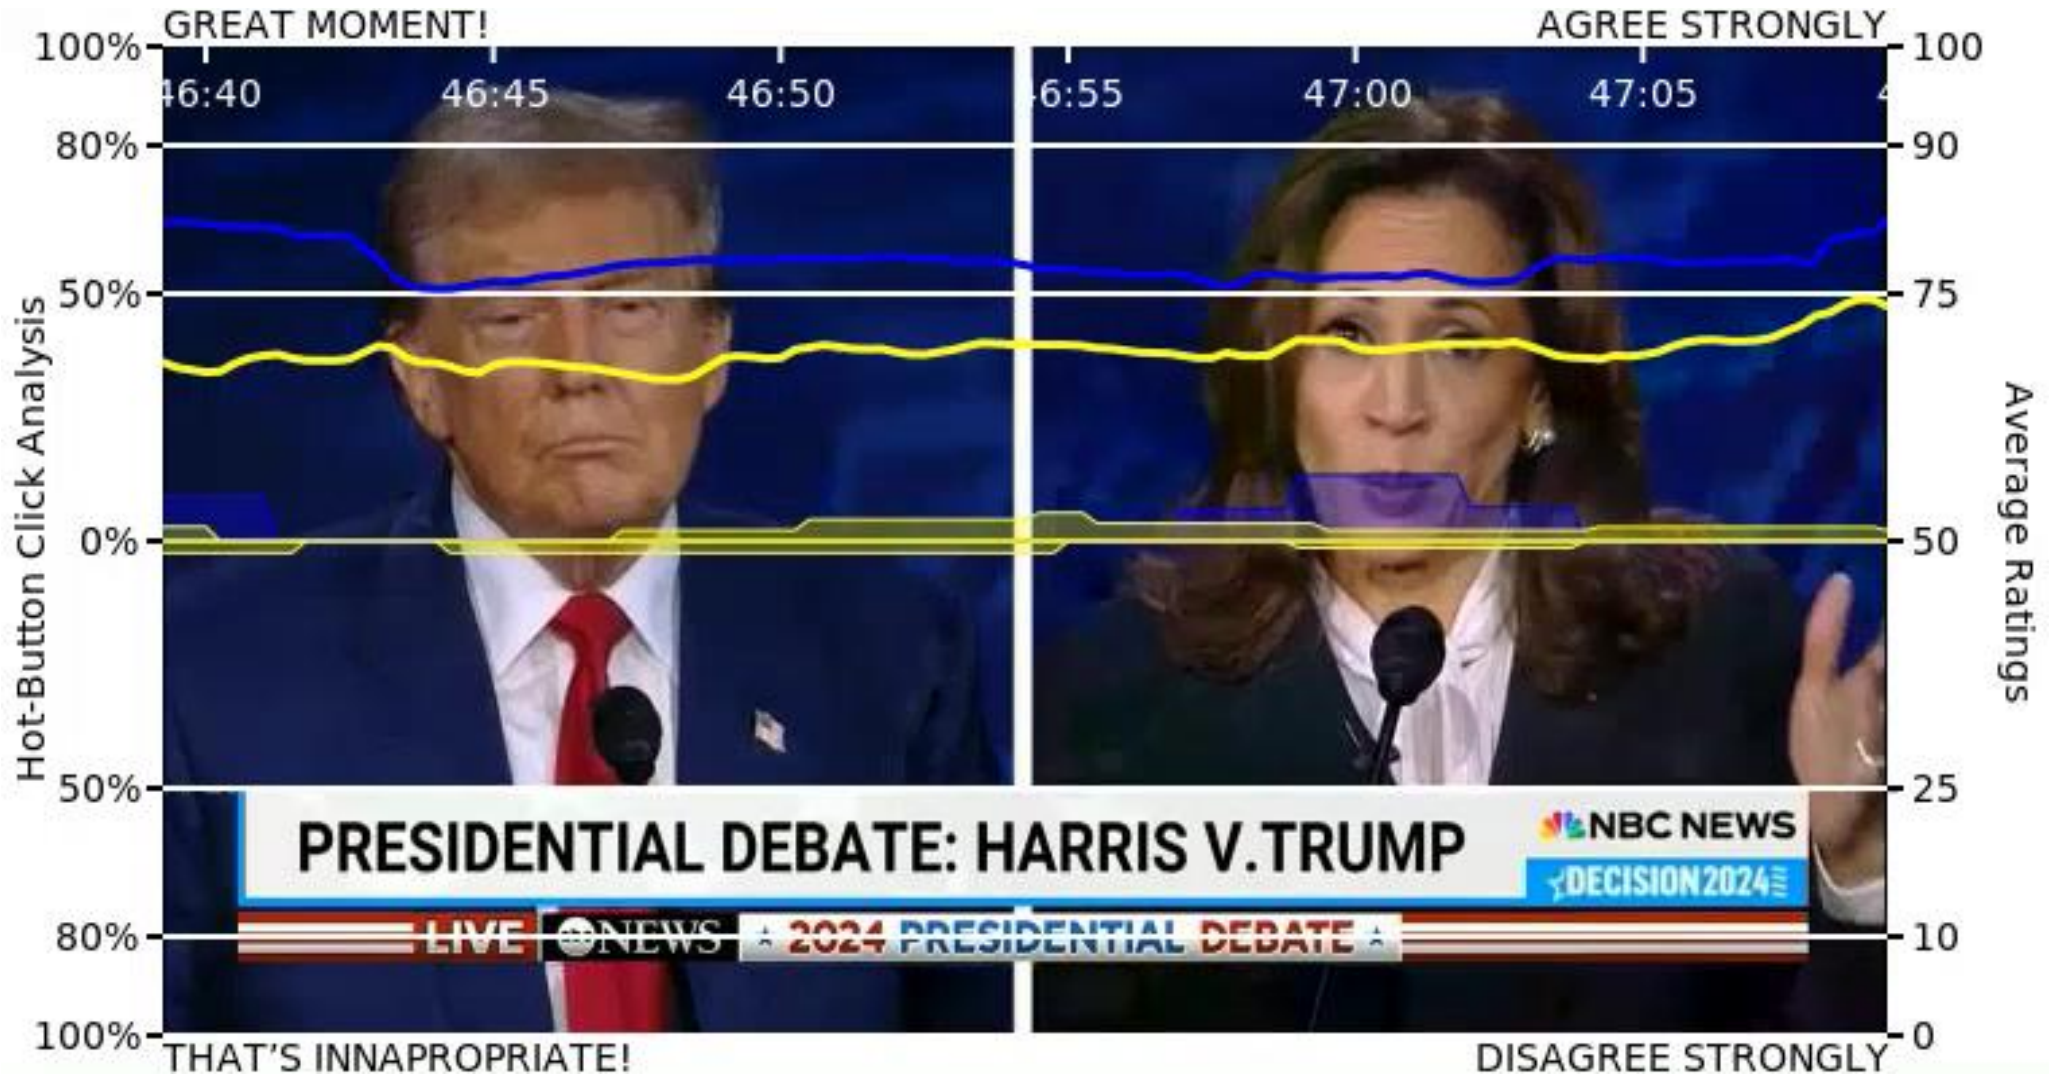 GREAT MOMENT!
AGREE STRONGLY
100%
100
46:40 46:45 46:50 46:55 47:00 47:05
80%
90
50%
75
Hot-Button Click Analysis
Average Ratings
0%
50
50%
25
PRESIDENTIAL DEBATE: HARRIS V.TRUMP
NBC NEWS
DECISION2024
80%
LIVE abc NEWS 2024 PRESIDENTIAL DEBATE
10
100%
0
THAT'S INNAPROPRIATE!
DISAGREE STRONGLY